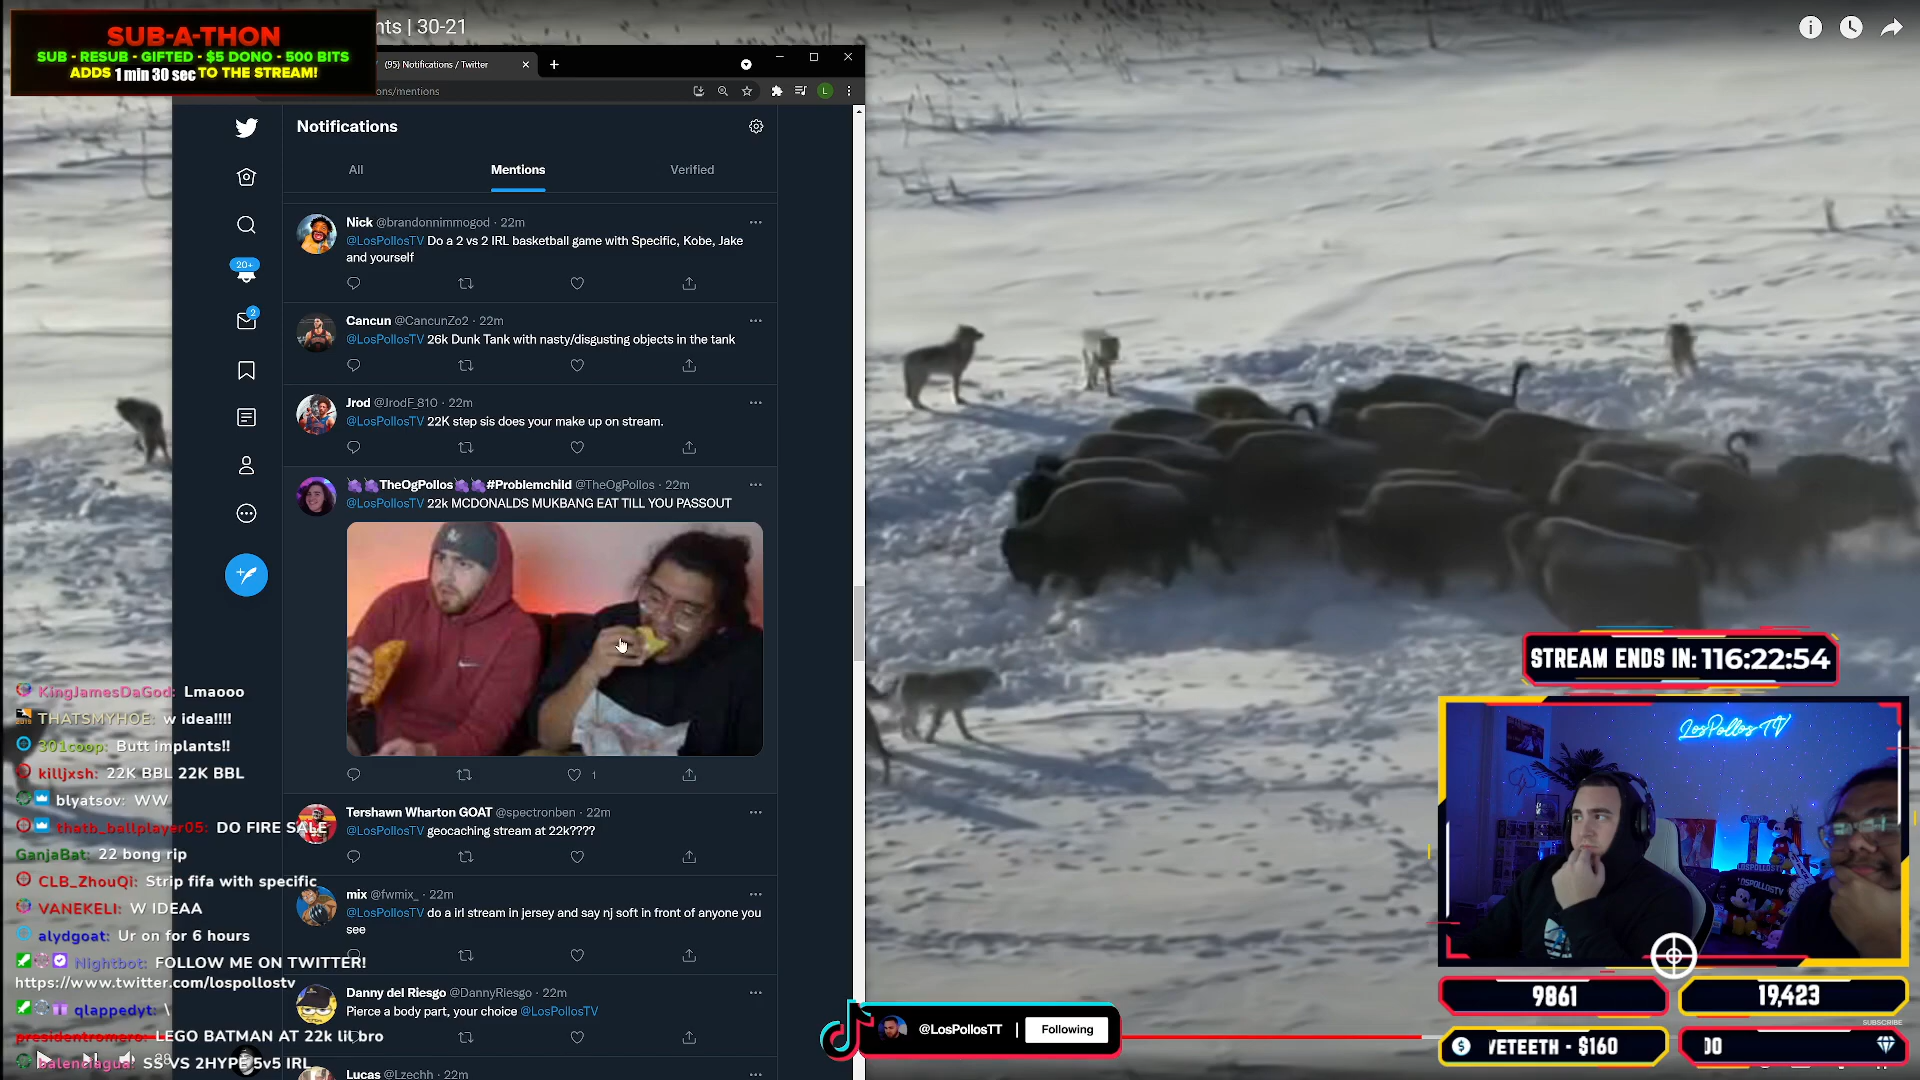 nts | 30-21
SUB-A-THON
SUB - RESUB - GIFTED - $5 DONO - 500 BITS
ADDS 1 min 30 sec TO THE STREAM!
(95) Notifications / Twitter
ons/mentions
L
Notifications
All
Mentions
Verified
20+
2
Nick @brandonnimmogod · 22m
@LosPollosTV Do a 2 vs 2 IRL basketball game with Specific, Kobe, Jake
and yourself
Cancun @CancunZo2 · 22m
@LosPollosTV 26k Dunk Tank with nasty/disgusting objects in the tank
Jrod @JrodF_810 · 22m
@LosPollosTV 22K step sis does your make up on stream.
🍇🍇TheOgPollos🍇🍇#Problemchild @TheOgPollos · 22m
@LosPollosTV 22k MCDONALDS MUKBANG EAT TILL YOU PASSOUT
1
Tershawn Wharton GOAT @spectronben · 22m
@LosPollosTV geocaching stream at 22k????
mix @fwmix_ · 22m
@LosPollosTV do a irl stream in jersey and say nj soft in front of anyone you
see
Danny del Riesgo @DannyRiesgo · 22m
Pierce a body part, your choice @LosPollosTV
Lucas @Lzechh · 22m
KingJamesDaGod: Lmaooo
THATSMYHOE: w idea!!!!
301coop: Butt implants!!
killjxsh: 22K BBL 22K BBL
blyatsov: WW
thatb_ballplayer05: DO FIRE SALE
GanjaBat: 22 bong rip
CLB_ZhouQi: Strip fifa with specific
VANEKELI: W IDEAA
alydgoat: Ur on for 6 hours
Nightbot: FOLLOW ME ON TWITTER!
https://www.twitter.com/lospollostv
qlappedyt: \
presidentromero: LEGO BATMAN AT 22k lil bro
balenciagua: SS VS 2HYPE 5v5 IRL
@LosPollosTT | Following
STREAM ENDS IN: 116:22:54
LosPollosTV
LOSPOLLOSTV
9861
19,423
SUBSCRIBE
VETEETH - $160
DO